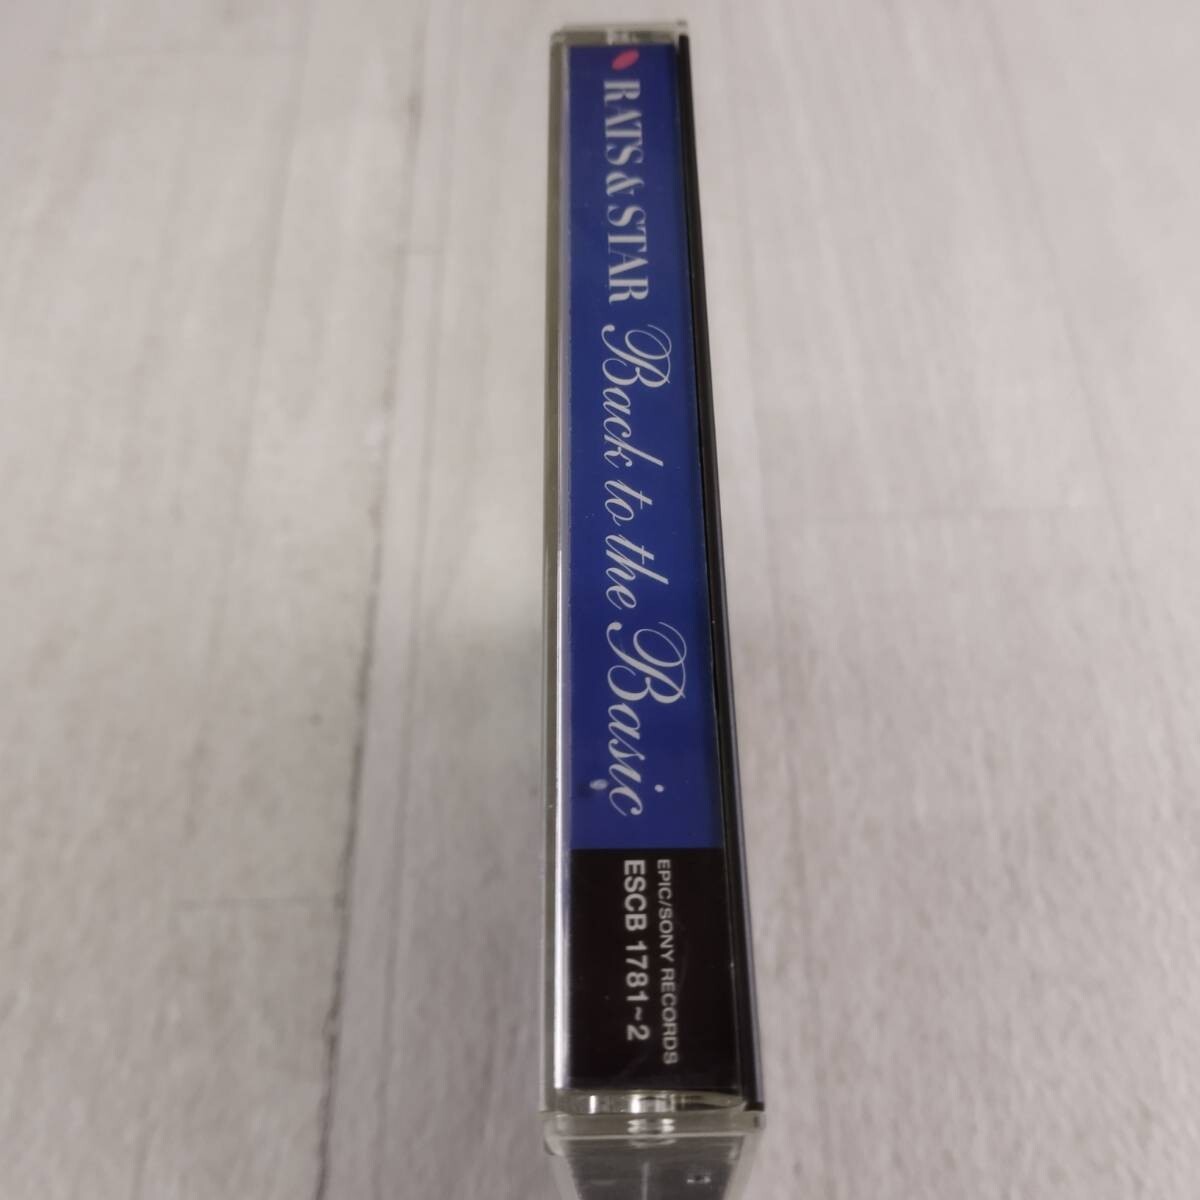 RATS & STAR Back to the Basic
EPIC/SONY RECORDS
ESCB 1781~2